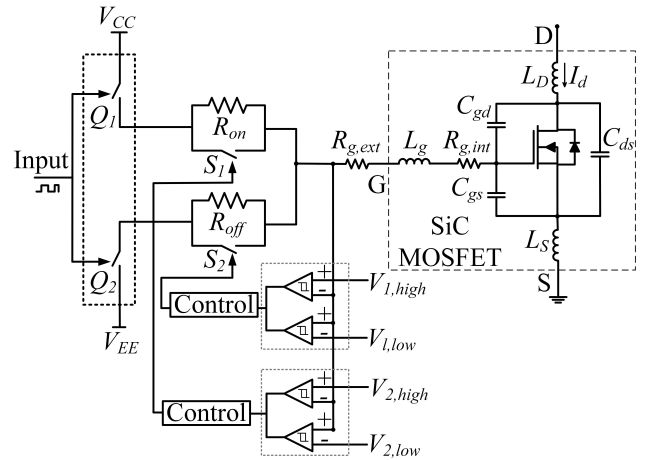 V_CC
D
L_D
I_d
Q_1
C_gd
R_on
R_g,ext
L_g
R_g,int
C_ds
Input
S_1
G
C_gs
R_off
SiC
MOSFET
L_S
S_2
Q_2
S
V_EE
Control
+
-
V_1,high
+
-
V_l,low
Control
+
-
V_2,high
+
-
V_2,low